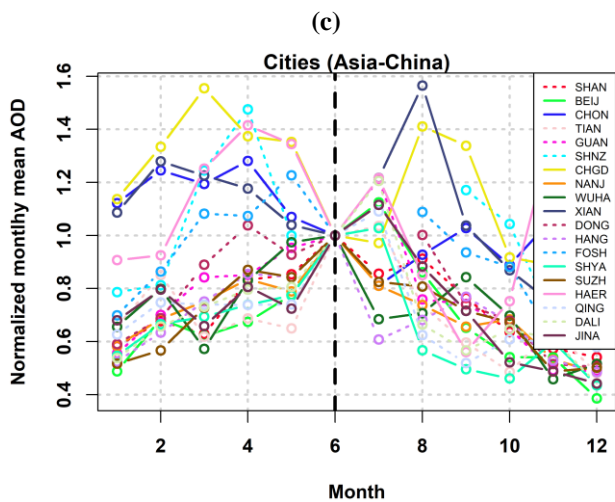 (c)
Cities (Asia-China)
Normalized monthly mean AOD
1.6
1.4
1.2
1.0
0.8
0.6
0.4
SHAN
BEIJ
CHON
TIAN
GUAN
SHNZ
CHGD
NANJ
WUHA
XIAN
DONG
HANG
FOSH
SHYA
SUZH
HAER
QING
DALI
JINA
2 4 6 8 10 12
Month